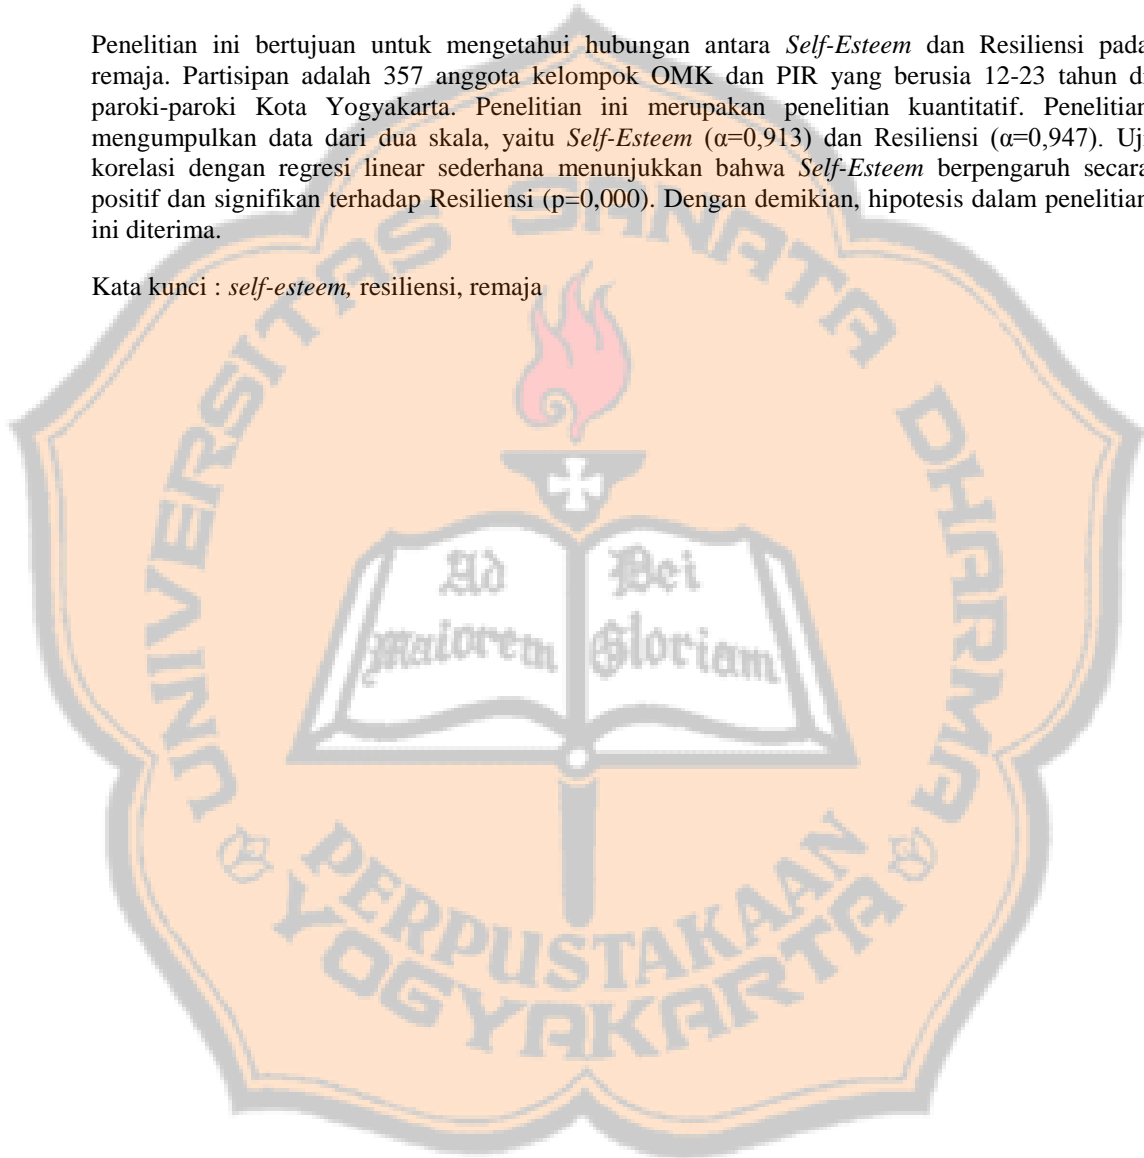 Penelitian ini bertujuan untuk mengetahui hubungan antara Self-Esteem dan Resiliensi pada
remaja. Partisipan adalah 357 anggota kelompok OMK dan PIR yang berusia 12-23 tahun di
paroki-paroki Kota Yogyakarta. Penelitian ini merupakan penelitian kuantitatif. Penelitian
mengumpulkan data dari dua skala, yaitu Self-Esteem (α=0,913) dan Resiliensi (α=0,947). Uji
korelasi dengan regresi linear sederhana menunjukkan bahwa Self-Esteem berpengaruh secara
positif dan signifikan terhadap Resiliensi (p=0,000). Dengan demikian, hipotesis dalam penelitian
ini diterima.
Kata kunci : self-esteem, resiliensi, remaja
UNIVERSITAS SANATA DHARMA
Ad Dei
Maiorem Gloriam
PERPUSTAKAAN
YOGYAKARTA